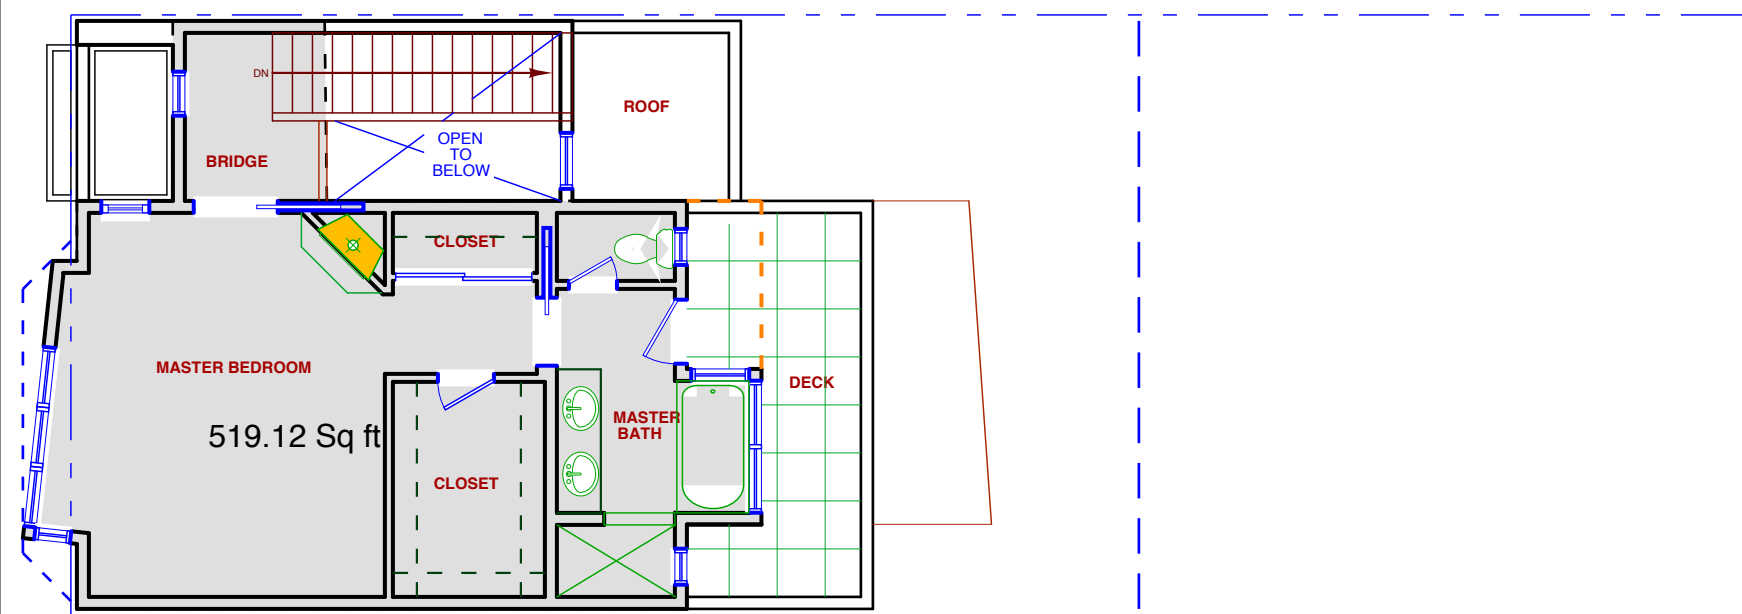 DN
ROOF
OPEN
TO
BELOW
BRIDGE
CLOSET
MASTER BEDROOM
DECK
MASTER
BATH
519.12 Sq ft
CLOSET